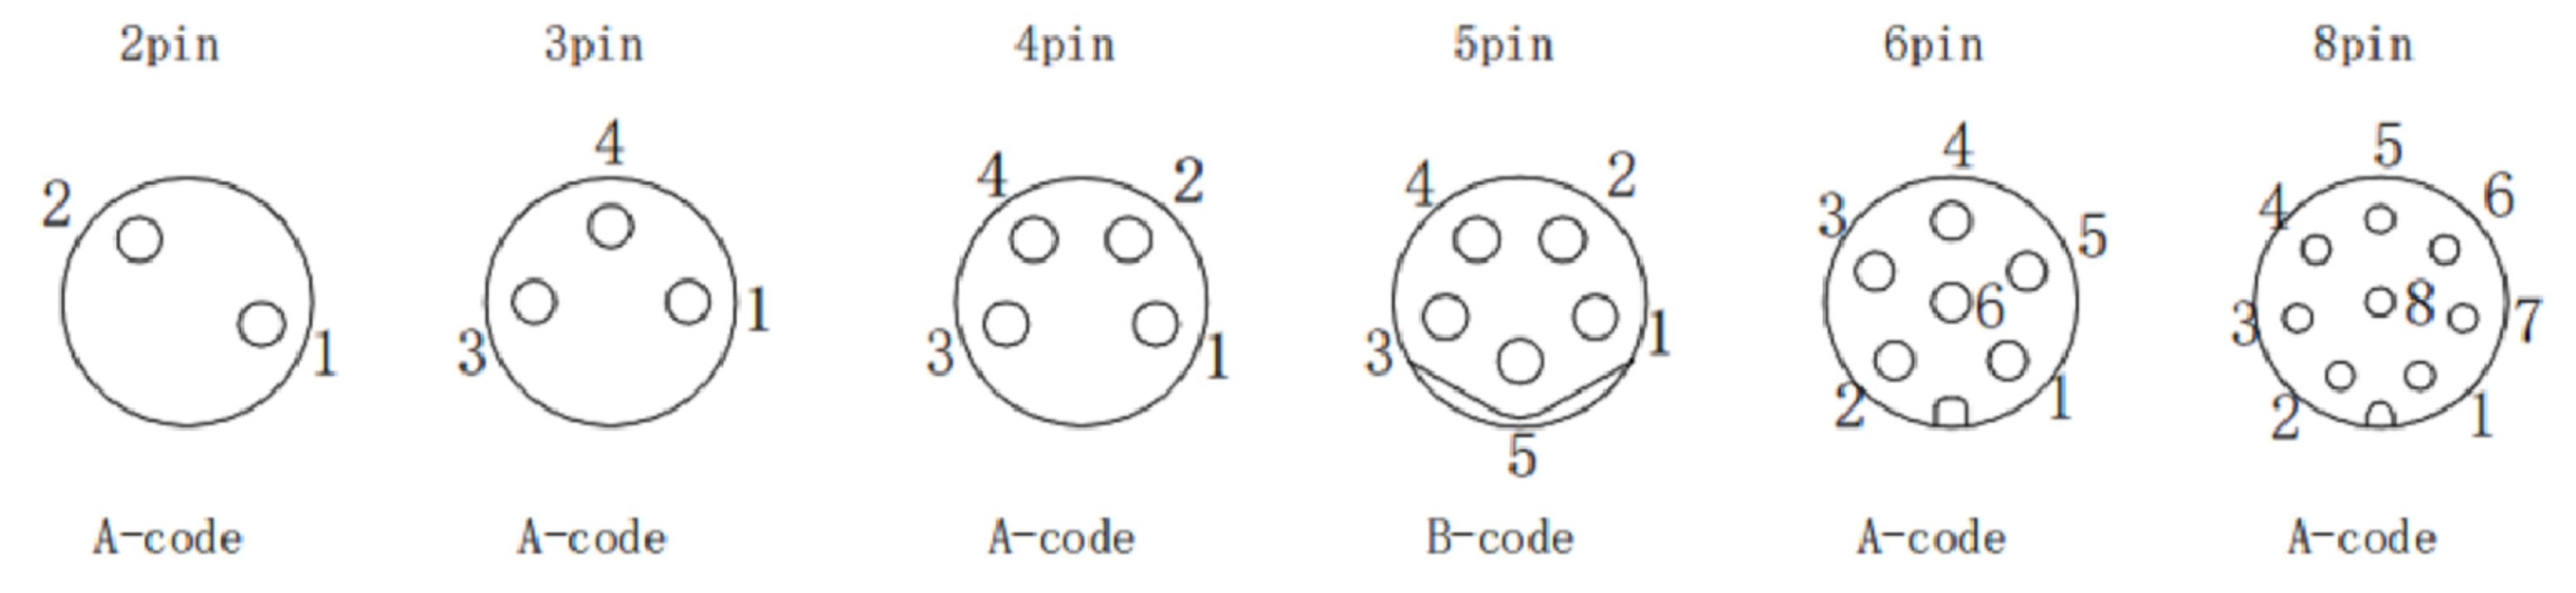 2pin 3pin 4pin 5pin 6pin 8pin
2 1
4 3 1
4 2 3 1
4 2 3 1 5
4 3 5 6 2 1
5 4 6 3 8 7 2 1
A-code A-code A-code B-code A-code A-code